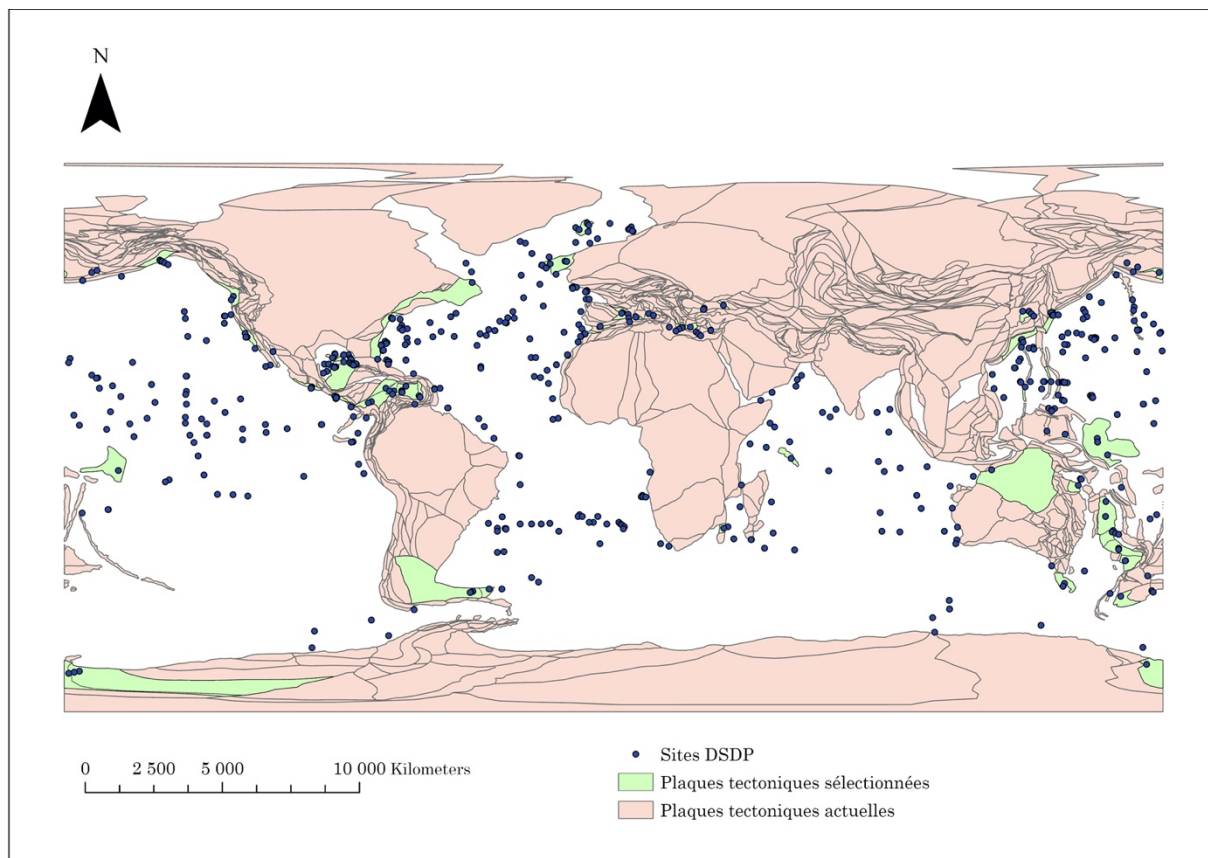 N
0 2 500 5 000 10 000 Kilometers
Sites DSDP
Plaques tectoniques sélectionnées
Plaques tectoniques actuelles